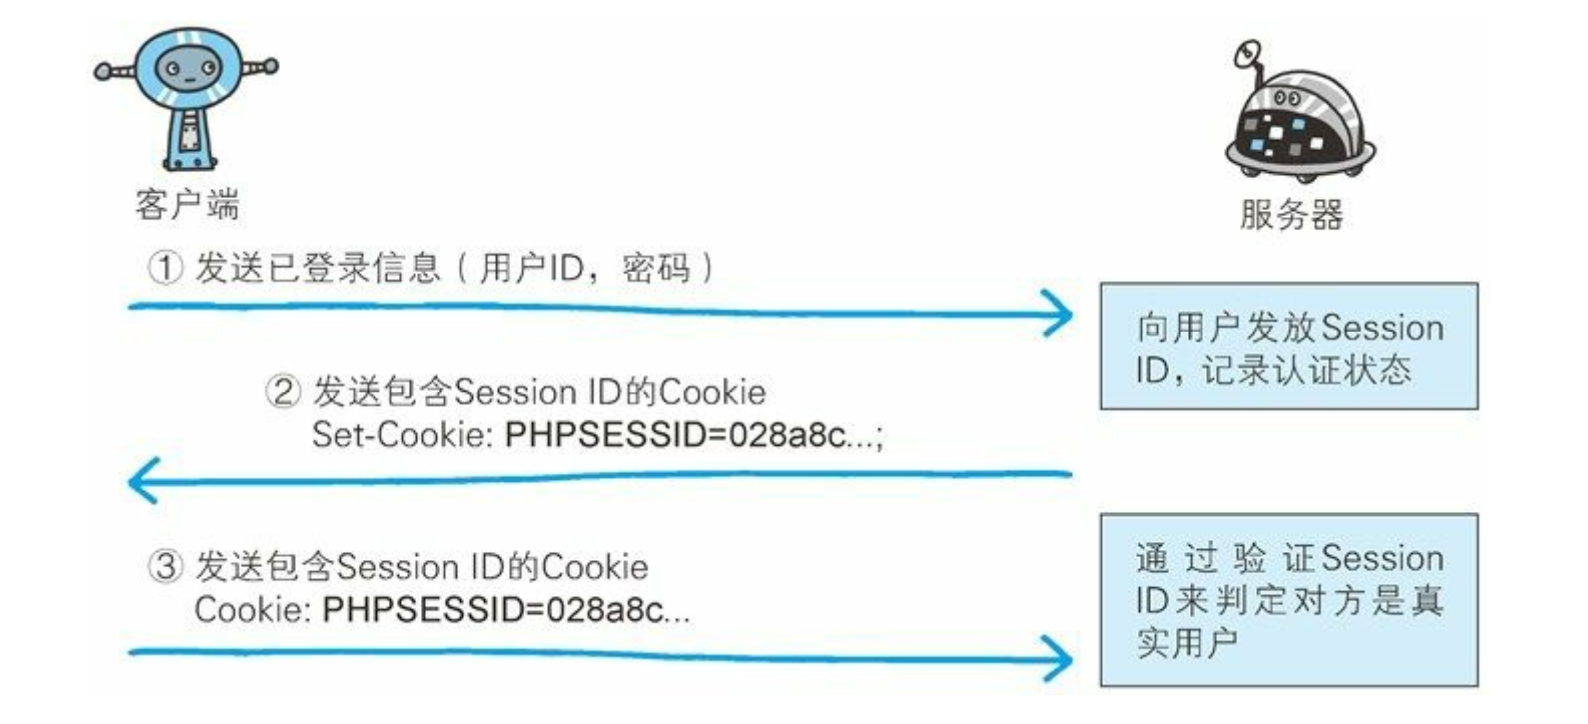 客户端
服务器
① 发送已登录信息（用户ID，密码）
向用户发放Session
ID，记录认证状态
② 发送包含Session ID的Cookie
Set-Cookie: PHPSESSID=028a8c…;
③ 发送包含Session ID的Cookie
Cookie: PHPSESSID=028a8c…
通过验证Session
ID来判定对方是真
实用户